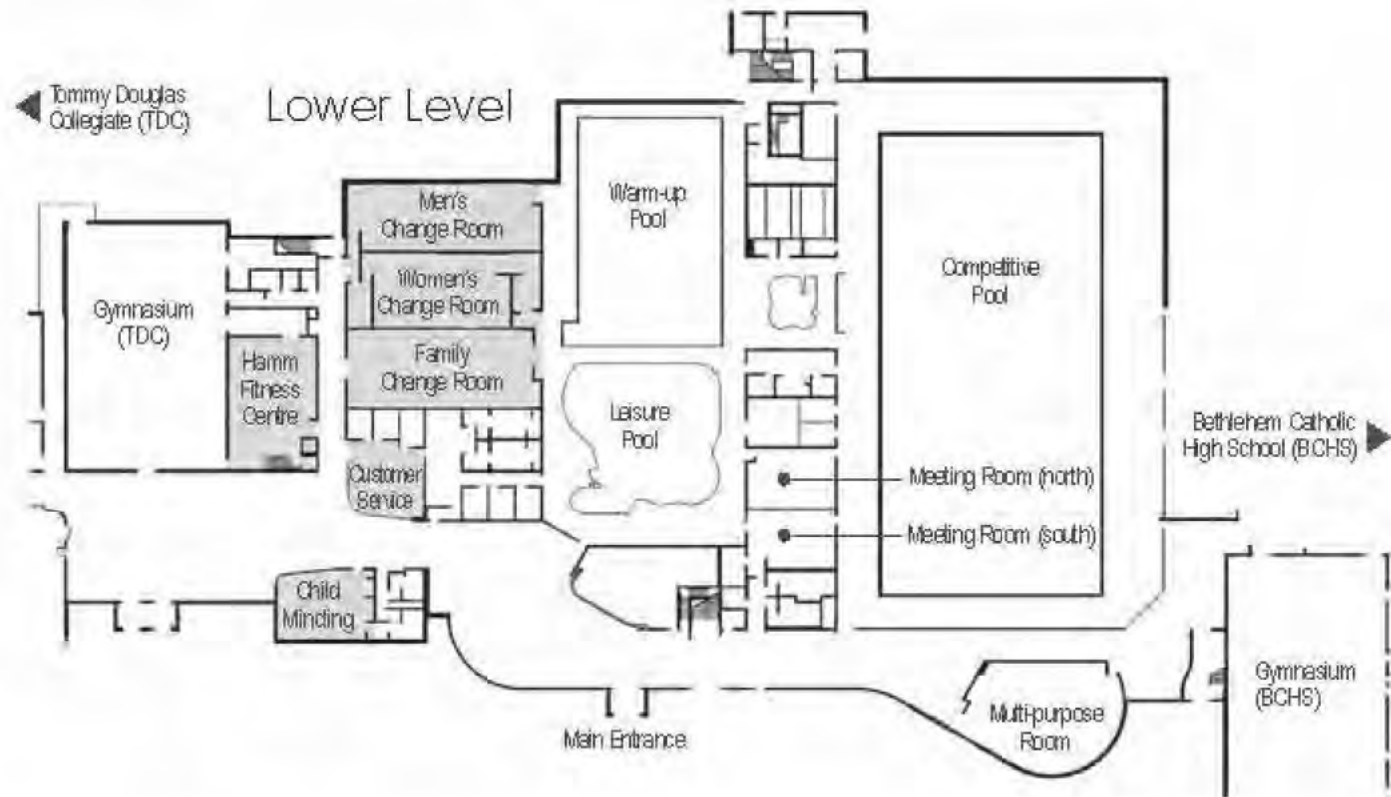 Tommy Douglas
Collegiate (TDC)
Lower Level
Men's
Change Room
Warm-up
Pool
Women's
Change Room
Competitive
Pool
Gymnasium
(TDC)
Family
Change Room
Hamm
Fitness
Centre
Leisure
Pool
Bethlehem Catholic
High School (BCHS)
Customer
Service
Meeting Room (north)
Meeting Room (south)
Child
Minding
Gymnasium
(BCHS)
Multi-purpose
Room
Main Entrance